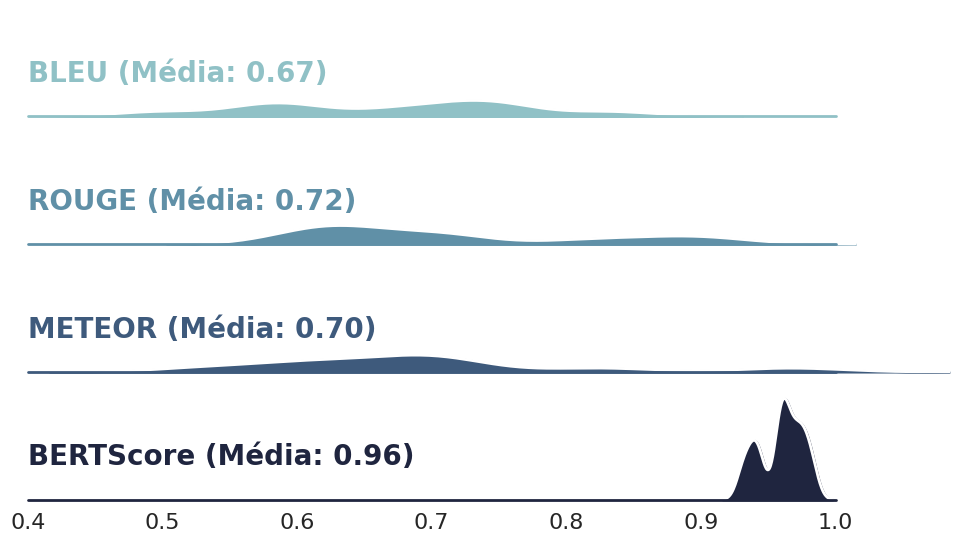 BLEU (Média: 0.67)
ROUGE (Média: 0.72)
METEOR (Média: 0.70)
BERTScore (Média: 0.96)
0.4 0.5 0.6 0.7 0.8 0.9 1.0